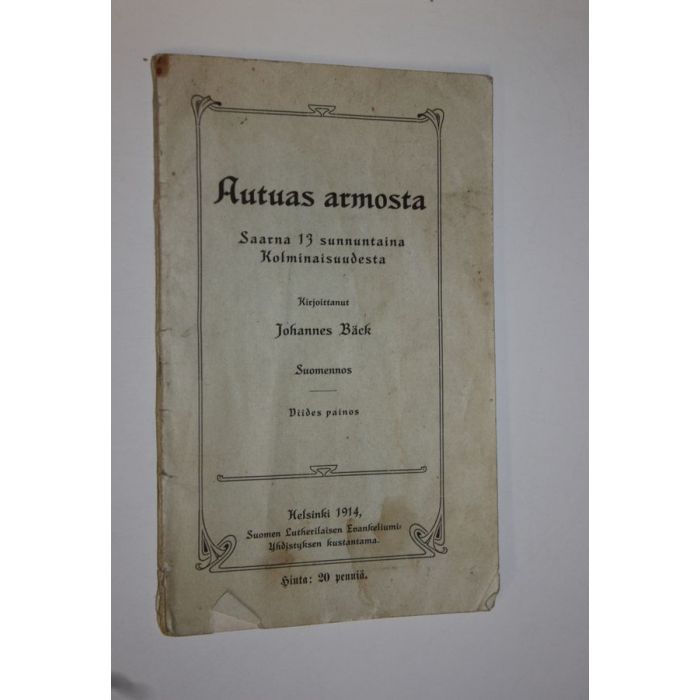 Autuas armosta
Saarna 13 sunnuntaina
Kolminaisuudesta
Kirjoittanut
Johannes Bäck
Suomennos
Viides painos
Helsinki 1914,
Suomen Lutherilaisen Evankeliumi-
Yhdistyksen kustantama.
Hinta: 20 penniä.